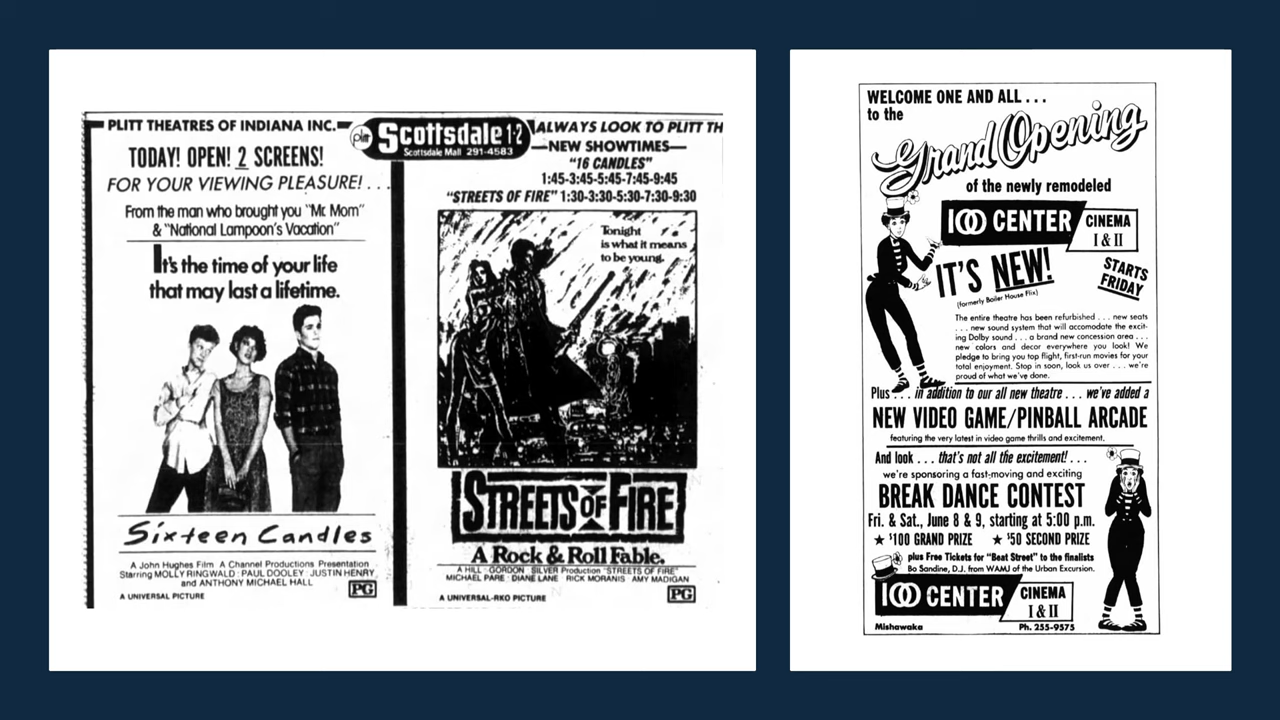 PLITT THEATRES OF INDIANA INC.
plitt Scottsdale 1·2
Scottsdale Mall 291-4583
ALWAYS LOOK TO PLITT TH
TODAY! OPEN! 2 SCREENS!
FOR YOUR VIEWING PLEASURE! . . .
From the man who brought you "Mr. Mom"
& "National Lampoon's Vacation"
It's the time of your life
that may last a lifetime.
Sixteen Candles
A John Hughes Film A Channel Productions Presentation
Starring MOLLY RINGWALD · PAUL DOOLEY · JUSTIN HENRY
and ANTHONY MICHAEL HALL
A UNIVERSAL PICTURE
PG
NEW SHOWTIMES
"16 CANDLES"
1:45-3:45-5:45-7:45-9:45
"STREETS OF FIRE" 1:30-3:30-5:30-7:30-9:30
Tonight
is what it means
to be young.
STREETS OF FIRE
A Rock & Roll Fable.
A HILL · GORDON · SILVER Production "STREETS OF FIRE"
MICHAEL PARE · DIANE LANE · RICK MORANIS · AMY MADIGAN
A UNIVERSAL-RKO PICTURE
PG
WELCOME ONE AND ALL . . .
to the
Grand Opening
of the newly remodeled
100 CENTER CINEMA
I & II
IT'S NEW!
(formerly Boiler House Flix)
STARTS
FRIDAY
The entire theatre has been refurbished . . . new seats
. . . new sound system that will accomodate the excit-
ing Dolby sound . . . a brand new concession area . . .
new colors and decor everywhere you look! We
pledge to bring you top flight, first-run movies for your
total enjoyment. Stop in soon, look us over . . . we're
proud of what we've done.
Plus . . . in addition to our all new theatre . . . we've added a
NEW VIDEO GAME/PINBALL ARCADE
featuring the very latest in video game thrills and excitement.
And look . . . that's not all the excitement! . . .
we're sponsoring a fast-moving and exciting
BREAK DANCE CONTEST
Fri. & Sat., June 8 & 9, starting at 5:00 p.m.
★ $100 GRAND PRIZE ★ $50 SECOND PRIZE
plus Free Tickets for "Beat Street" to the finalists
Bo Sandine, D.J. from WAMJ of the Urban Excursion.
100 CENTER CINEMA
I & II
Mishawaka Ph. 255-9575